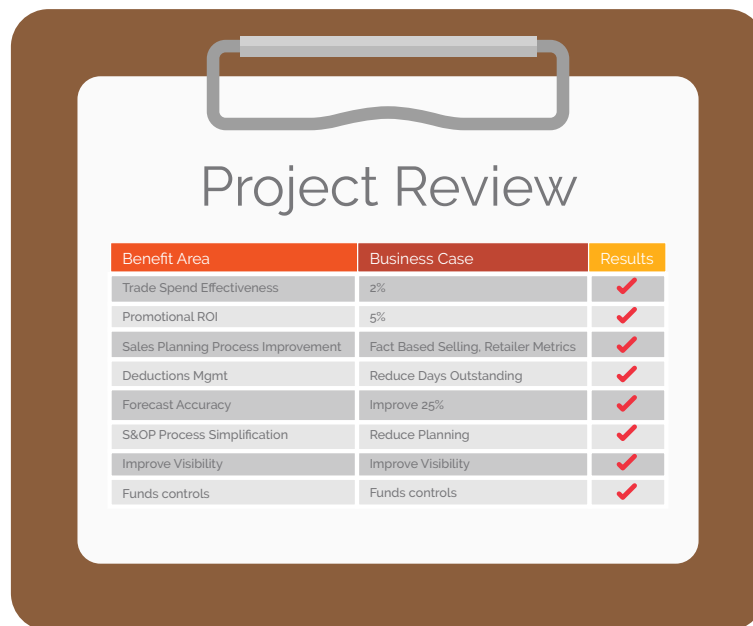 Project Review
Benefit Area Business Case Results
Trade Spend Effectiveness 2%
Promotional ROI 5%
Sales Planning Process Improvement Fact Based Selling, Retailer Metrics
Deductions Mgmt Reduce Days Outstanding
Forecast Accuracy Improve 25%
S&OP Process Simplification Reduce Planning
Improve Visibility Improve Visibility
Funds controls Funds controls